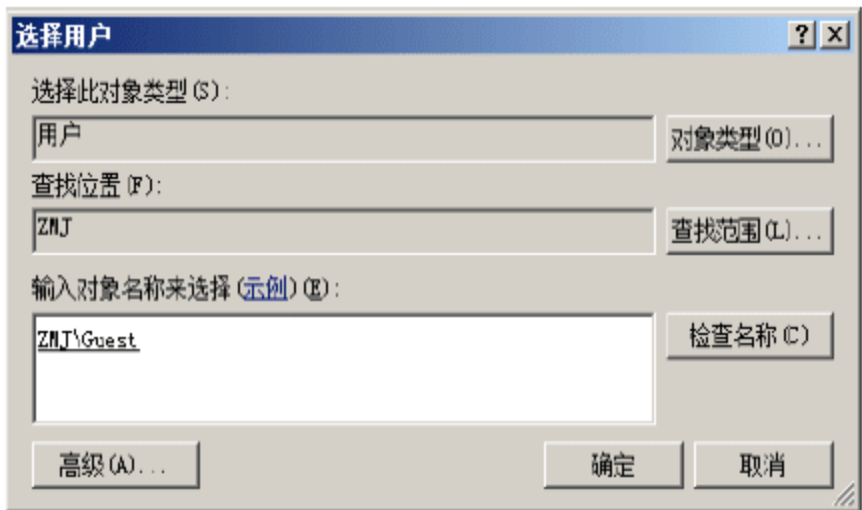 选择用户
选择此对象类型(S):
用户
对象类型(O)...
查找位置(F):
ZMJ
查找范围(L)...
输入对象名称来选择(示例)(E):
ZMJ\Guest
检查名称(C)
高级(A)...
确定
取消